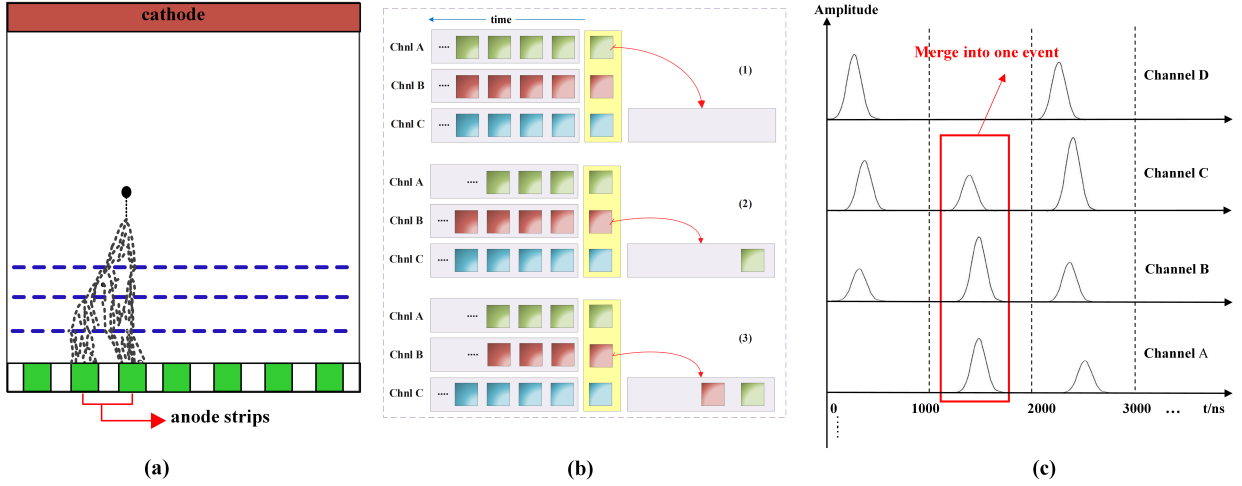 cathode
anode strips
(a)
time
Chnl A
....
Chnl B
....
Chnl C
....
(1)
Chnl A
....
Chnl B
....
Chnl C
....
(2)
Chnl A
....
Chnl B
....
Chnl C
....
(3)
(b)
Amplitude
Merge into one event
Channel D
Channel C
Channel B
Channel A
0 1000 2000 3000 ... t/ns
......
(c)